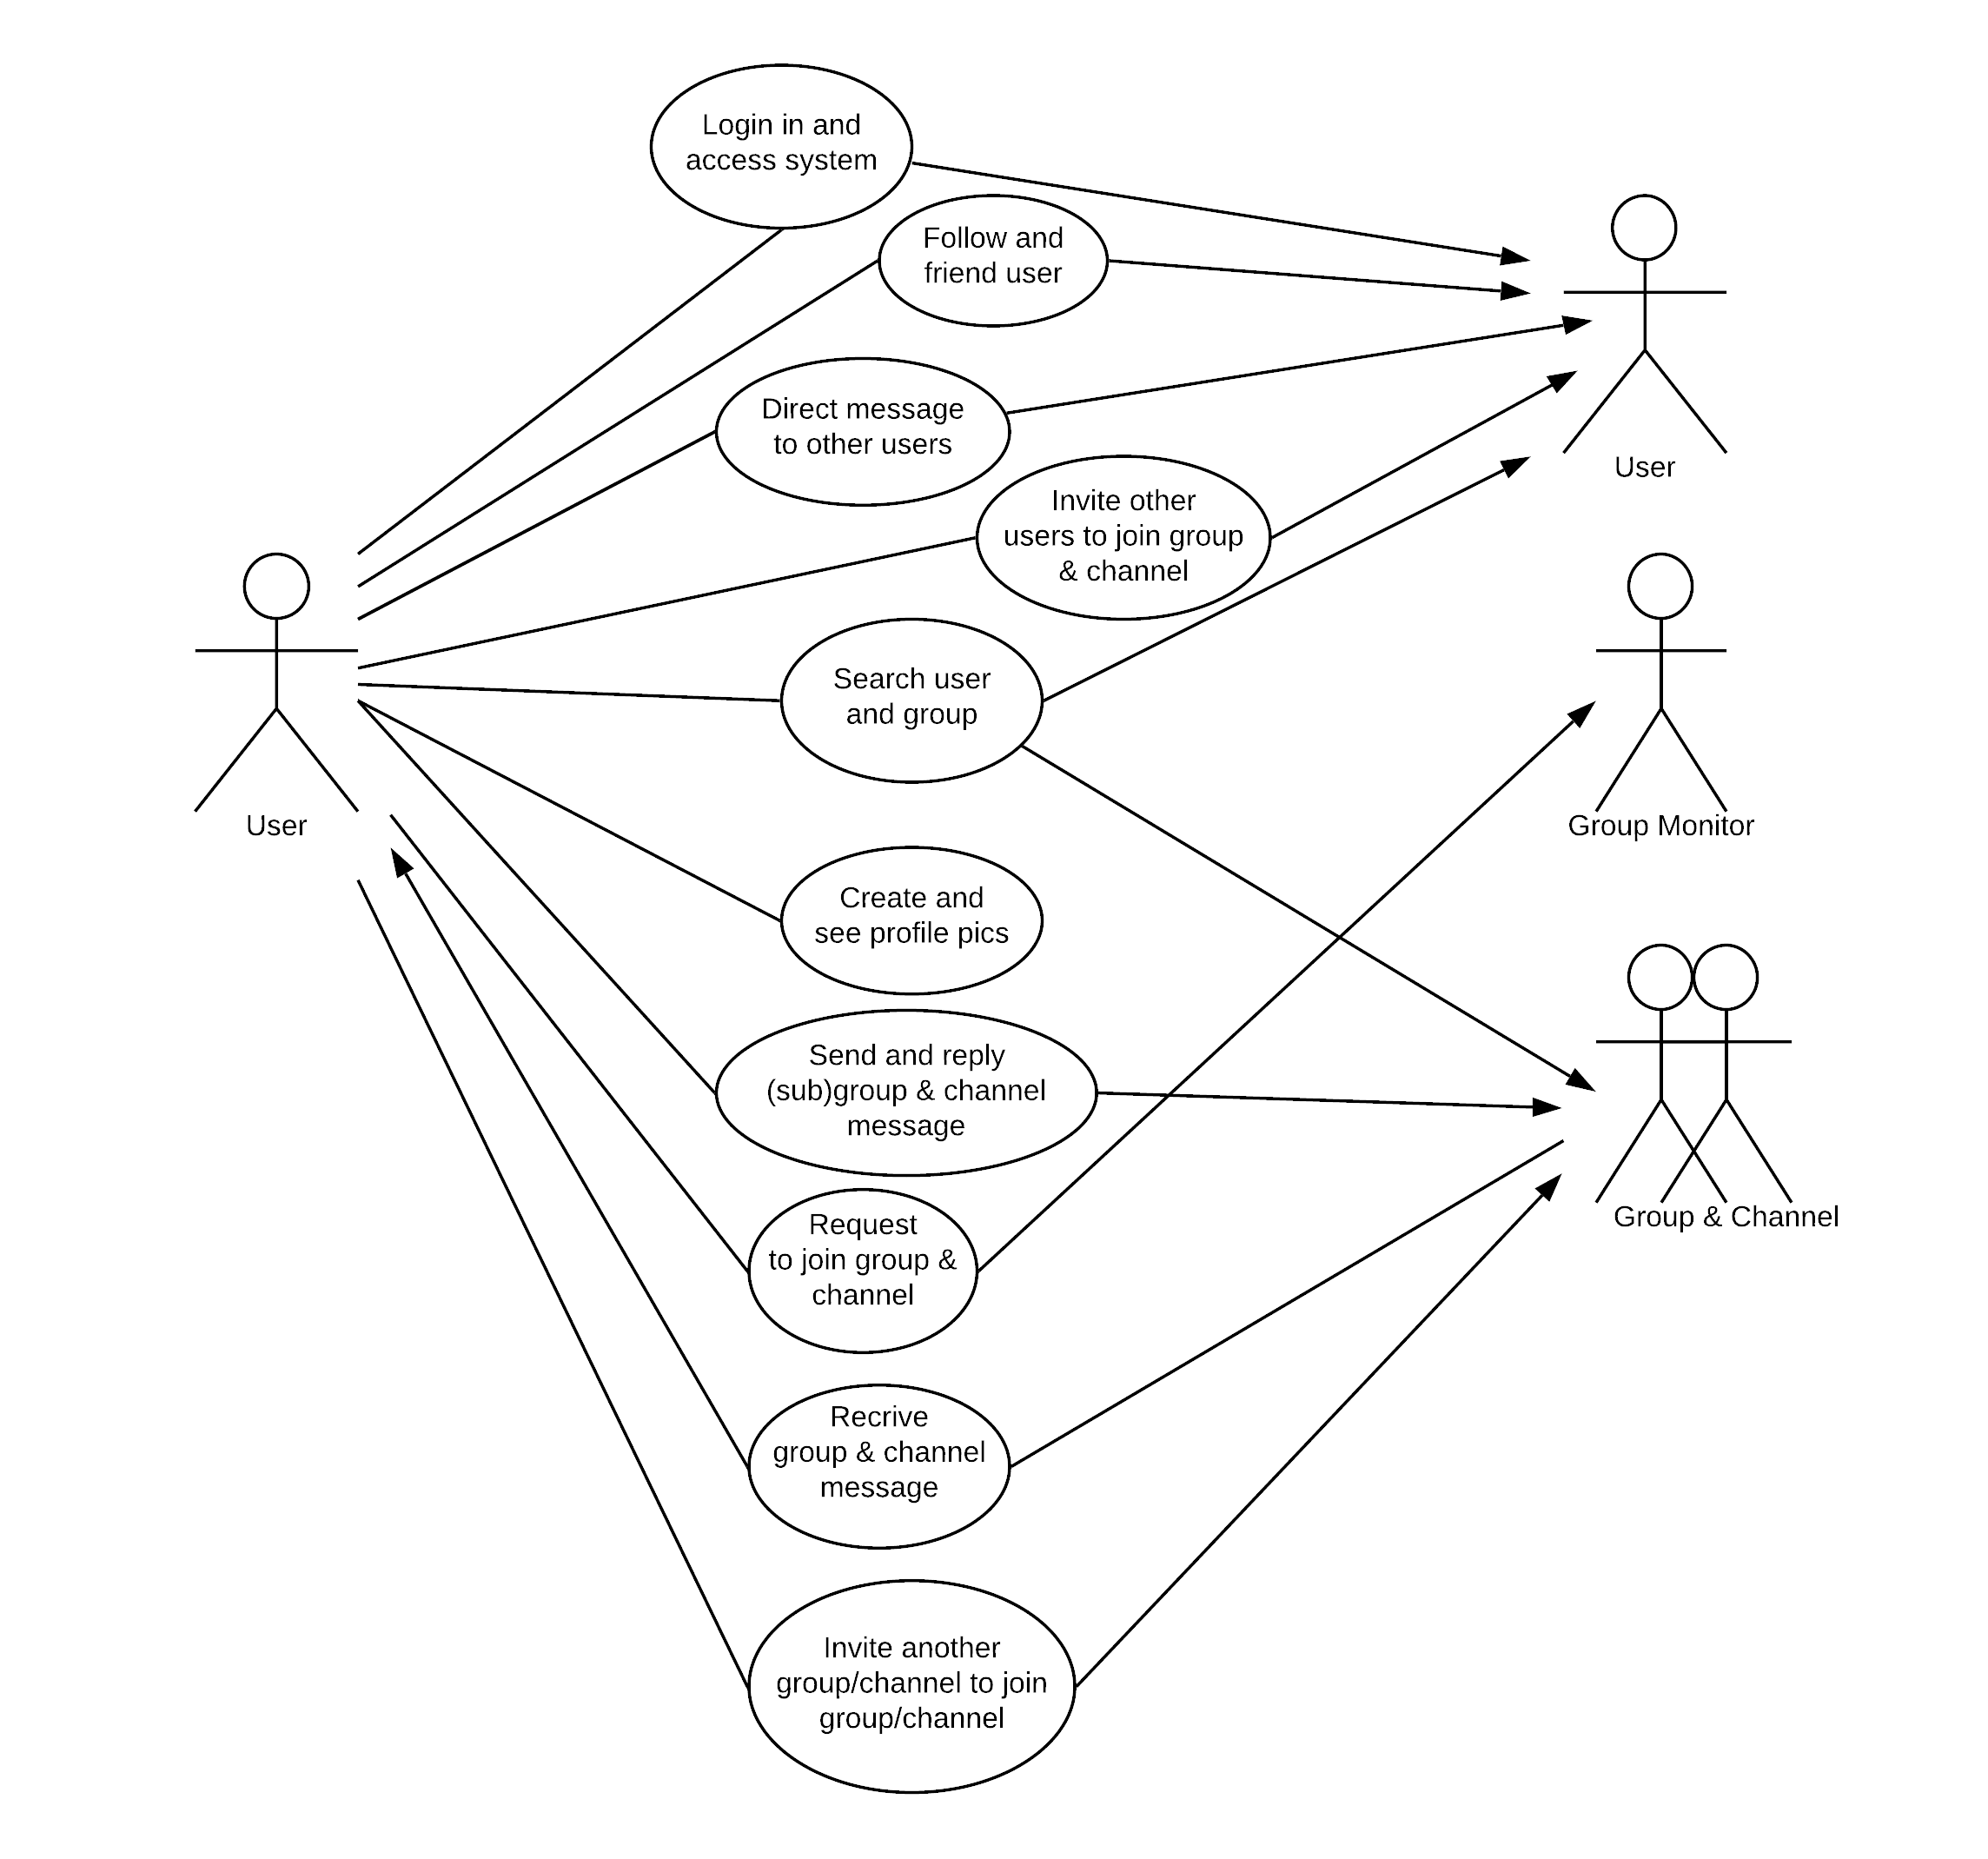 Login in and
access system
Follow and
friend user
Direct message
to other users
User
Invite other
users to join group
& channel
Search user
and group
User
Group Monitor
Create and
see profile pics
Send and reply
(sub)group & channel
message
Group & Channel
Request
to join group &
channel
Recrive
group & channel
message
Invite another
group/channel to join
group/channel